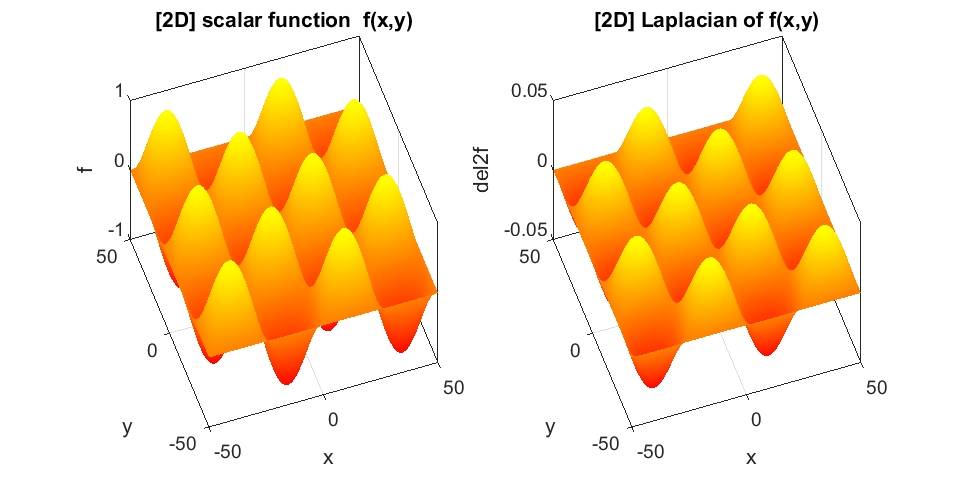 [2D] scalar function  f(x,y)
1
0
-1
f
50
0
-50
y
-50
0
50
x
[2D] Laplacian of f(x,y)
0.05
0
-0.05
del2f
50
0
-50
y
-50
0
50
x